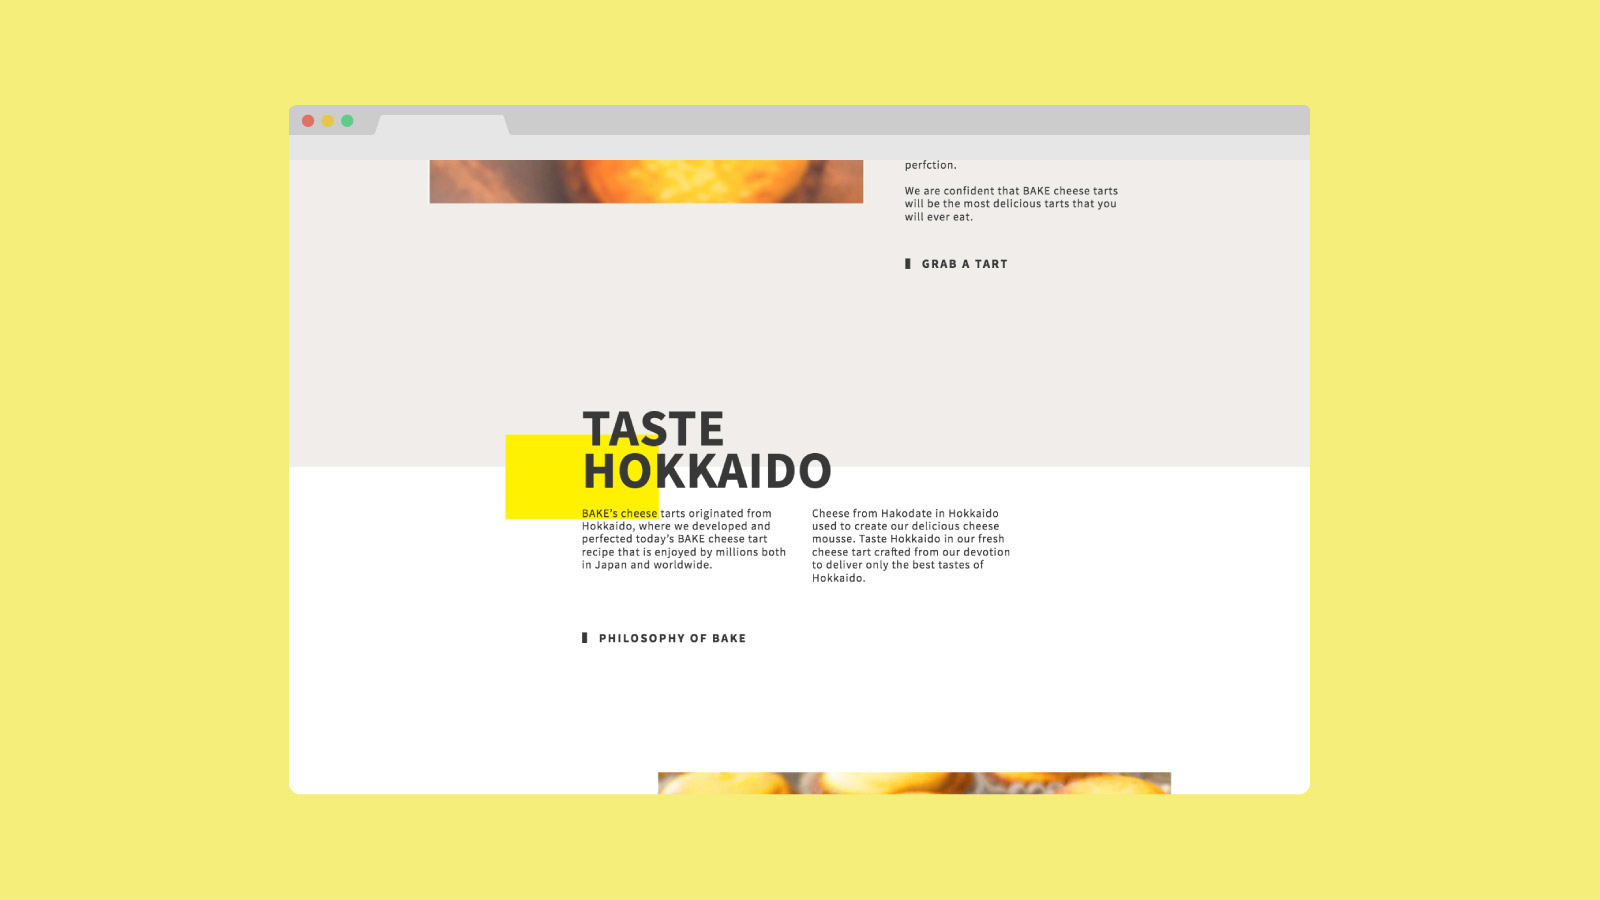 perfction.
We are confident that BAKE cheese tarts
will be the most delicious tarts that you
will ever eat.
GRAB A TART
TASTE
HOKKAIDO
BAKE's cheese tarts originated from
Hokkaido, where we developed and
perfected today's BAKE cheese tart
recipe that is enjoyed by millions both
in Japan and worldwide.
Cheese from Hakodate in Hokkaido
used to create our delicious cheese
mousse. Taste Hokkaido in our fresh
cheese tart crafted from our devotion
to deliver only the best tastes of
Hokkaido.
PHILOSOPHY OF BAKE